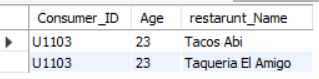 Consumer_ID Age restarunt_Name
U1103 23 Tacos Abi
U1103 23 Taqueria El Amigo